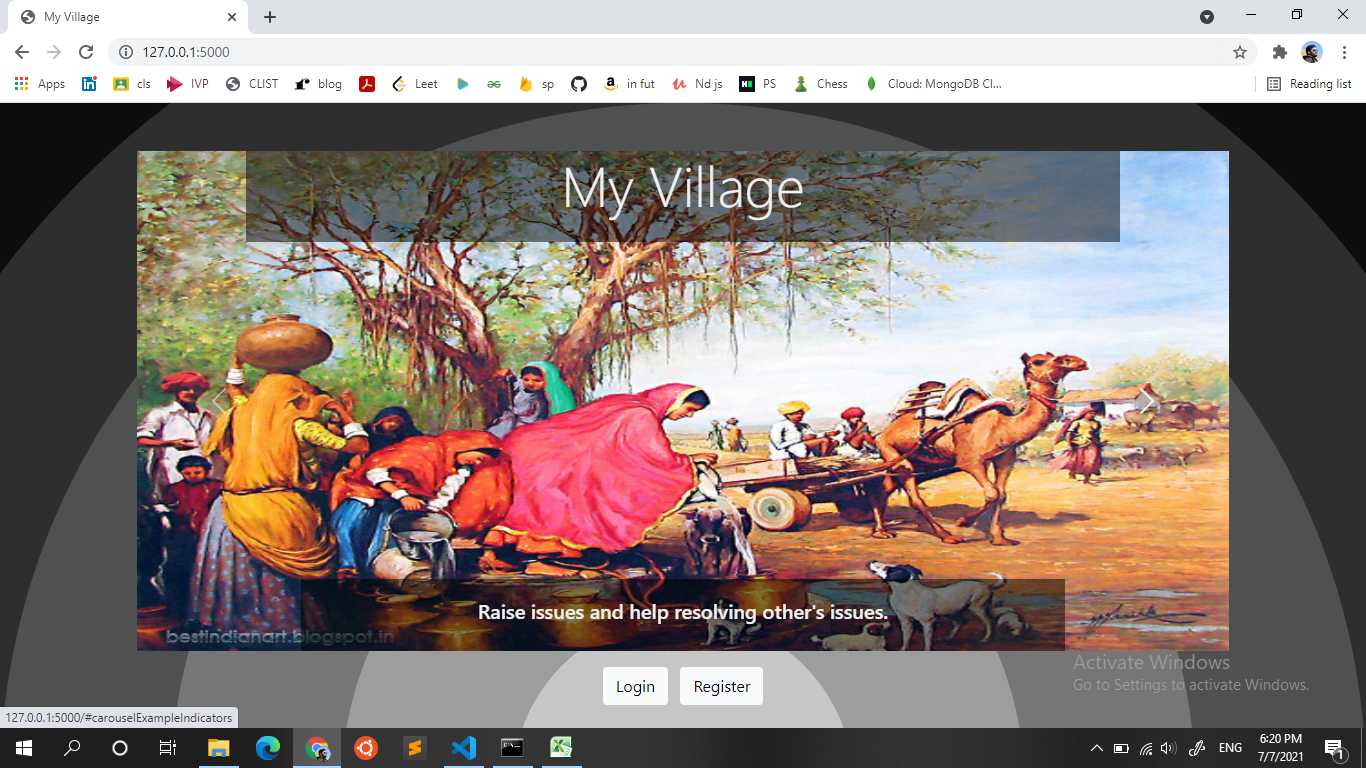 My Village
127.0.0.1:5000
Apps
cls
IVP
CLIST
blog
Leet
sp
in fut
Nd js
PS
Chess
Cloud: MongoDB Cl...
Reading list
My Village
Raise issues and help resolving other's issues.
bestindianart.blogspot.in
Login
Register
Activate Windows
Go to Settings to activate Windows.
127.0.0.1:5000/#carouselExampleIndicators
ENG
6:20 PM
7/7/2021
1